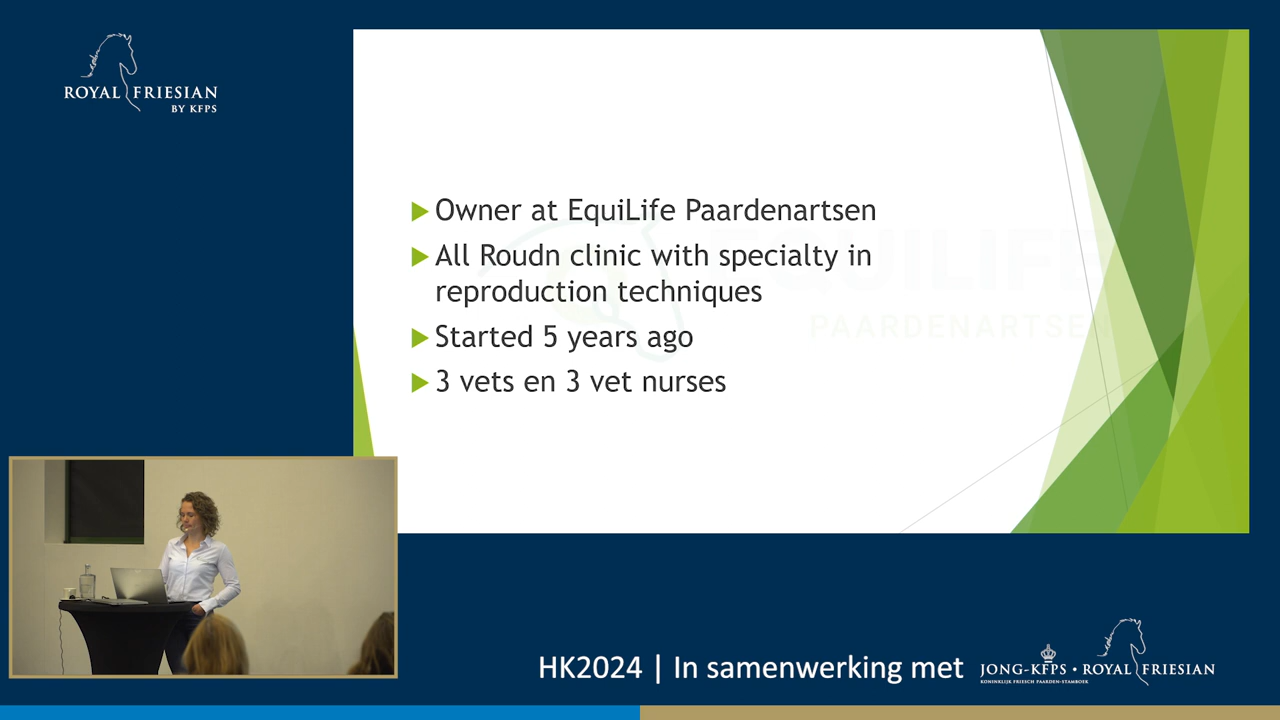 ROYAL FRIESIAN
BY KFPS
Owner at EquiLife Paardenartsen
All Roudn clinic with specialty in
reproduction techniques
Started 5 years ago
3 vets en 3 vet nurses
EQUILIFE
PAARDENARTSEN
HK2024 | In samenwerking met
JONG-KFPS • ROYAL FRIESIAN
KONINKLIJK FRIESCH PAARDEN-STAMBOEK